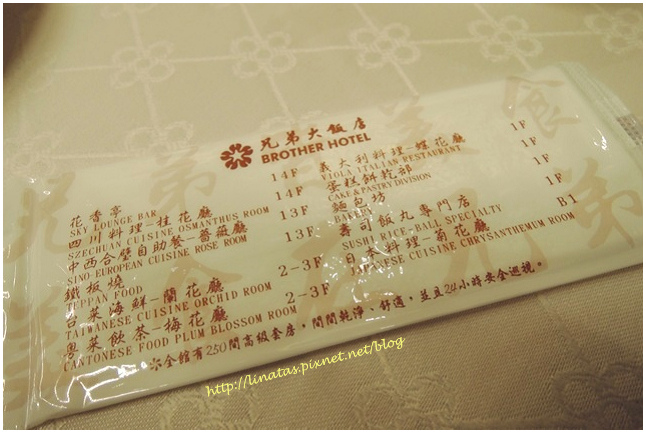 兄弟大飯店
BROTHER HOTEL
花香亭 14F
SKY LOUNGE BAR
四川料理-桂花廳 14F
SZECHUAN CUISINE OSMANTHUS ROOM
中西合璧自助餐-薔薇廳 13F
SINO-EUROPEAN CUISINE ROSE ROOM
鐵板燒 13F
TEPPAN FOOD
台菜海鮮-蘭花廳 2-3F
TAIWANESE CUISINE ORCHID ROOM
粵菜飲茶-梅花廳 2-3F
CANTONESE FOOD PLUM BLOSSOM ROOM
義大利料理-蝶花廳 1F
VIOLA ITALIAN RESTAURANT
蛋糕餅乾部 1F
CAKE & PASTRY DIVISION
麵包坊 1F
BAKERY
壽司飯丸專門店 1F
SUSHI RICE-BALL SPECIALTY
日本料理-菊花廳 B1
JAPANESE CUISINE CHRYSANTHEMUM ROOM
全館有250間高級套房,間間乾淨、舒適,並且24小時安全巡視。
http://linatas.pixnet.net/blog